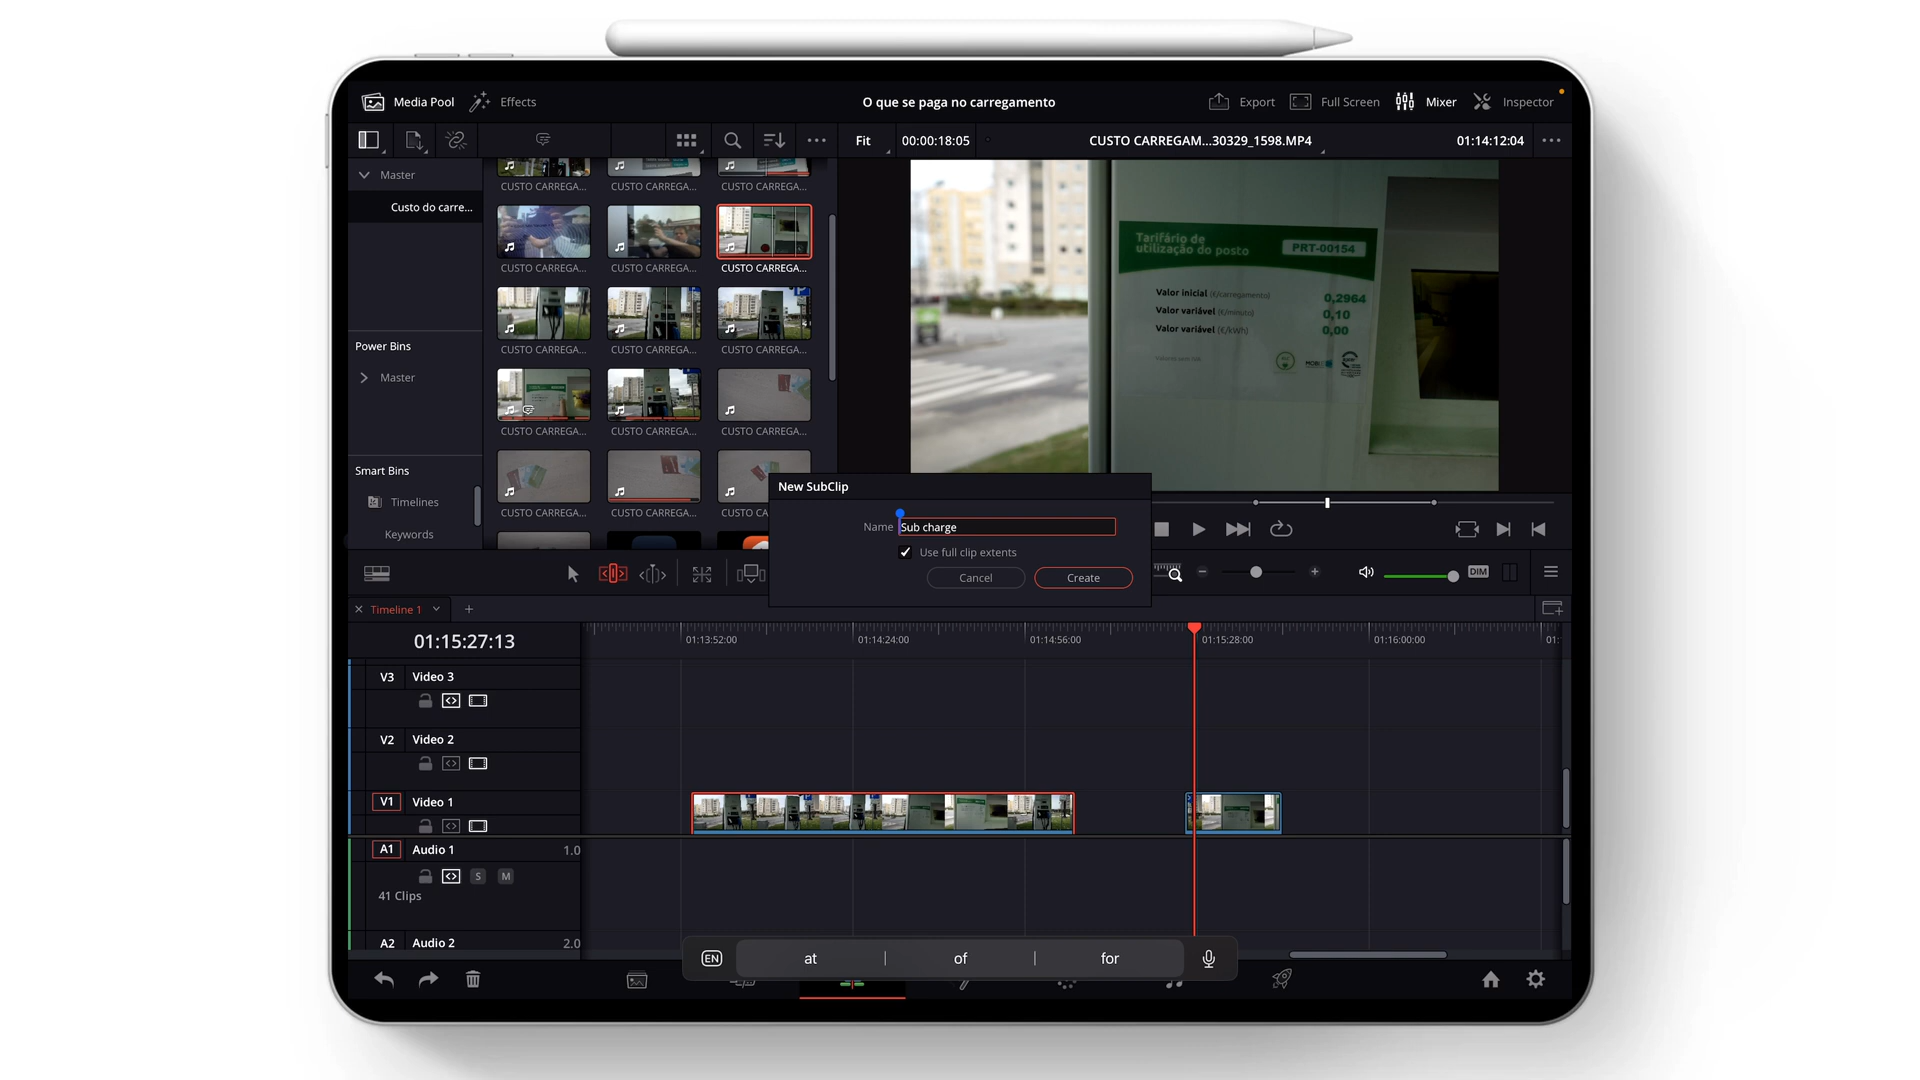 Media Pool
Effects
O que se paga no carregamento
Export
Full Screen
Mixer
Inspector
Fit
00:00:18:05
CUSTO CARREGAM...30329_1598.MP4
01:14:12:04
Master
Custo do carre...
Power Bins
Master
Smart Bins
Timelines
Keywords
CUSTO CARREGA...
CUSTO CARREGA...
CUSTO CARREGA...
CUSTO CARREGA...
CUSTO CARREGA...
CUSTO CARREGA...
CUSTO CARREGA...
CUSTO CARREGA...
CUSTO CARREGA...
CUSTO CARREGA...
CUSTO CARREGA...
CUSTO CARREGA...
CUSTO CARREGA...
CUSTO CARREGA...
CUSTO CA
Tarifário de
utilização do posto
PRT-00154
Valor inicial (€/carregamento) 0,2964
Valor variável (€/minuto) 0,10
Valor variável (€/kWh) 0,00
New SubClip
Name
Sub charge
Use full clip extents
Cancel
Create
DIM
Timeline 1
01:15:27:13
01:13:52:00
01:14:24:00
01:14:56:00
01:15:28:00
01:16:00:00
01:
V3 Video 3
V2 Video 2
V1 Video 1
A1 Audio 1 1.0
S M
41 Clips
A2 Audio 2 2.0
EN
at
of
for